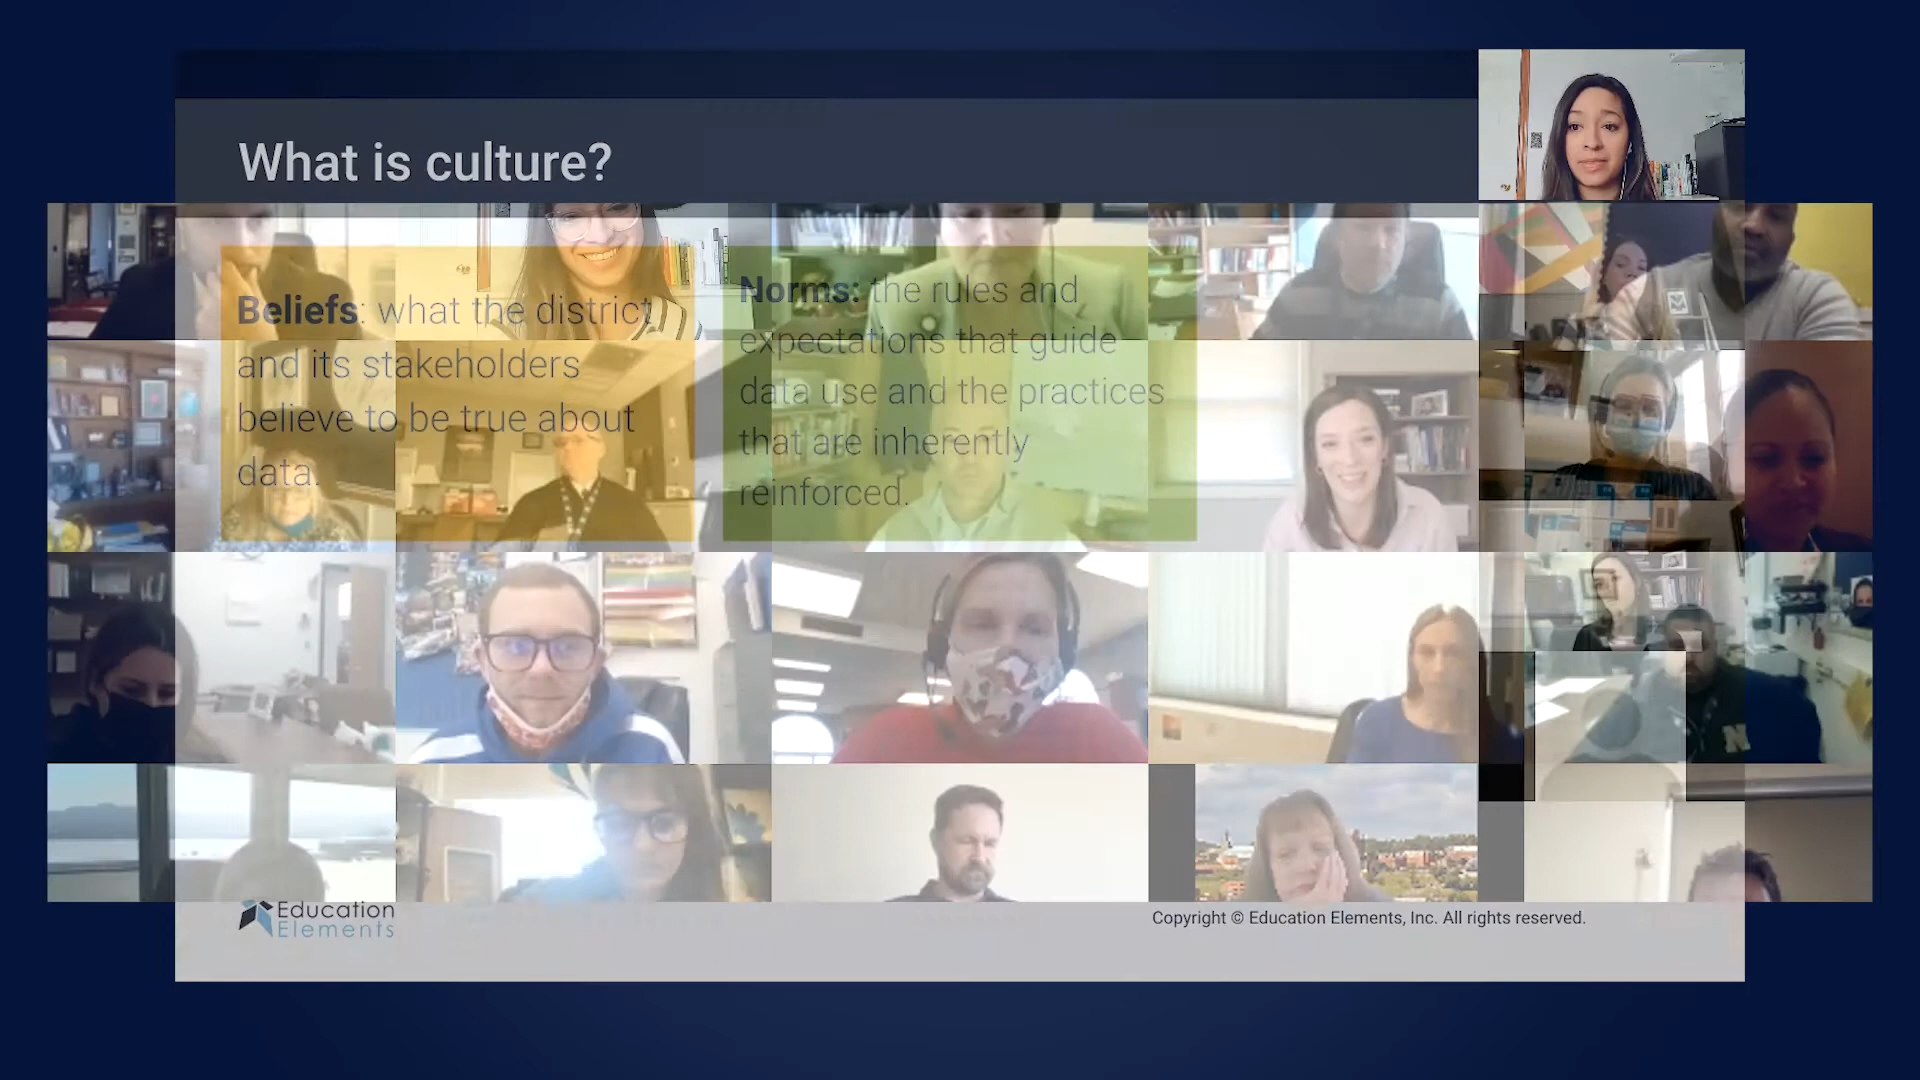 What is culture?
Beliefs: what the district
and its stakeholders
believe to be true about
data.
Norms: the rules and
expectations that guide
data use and the practices
that are inherently
reinforced.
N
Education
Elements
Copyright © Education Elements, Inc. All rights reserved.